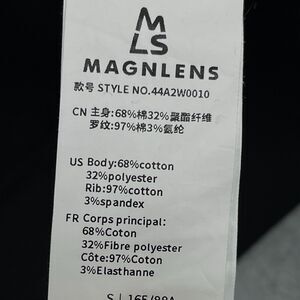 MLS
MAGNLENS
款号 STYLE NO.44A2W0010
CN 主身:68%棉32%聚酯纤维
罗纹:97%棉3%氨纶
US Body:68%cotton
32%polyester
Rib:97%cotton
3%spandex
FR Corps principal:
68%Coton
32%Fibre polyester
Côte:97%Coton
3%Elasthanne
S | 165/88A